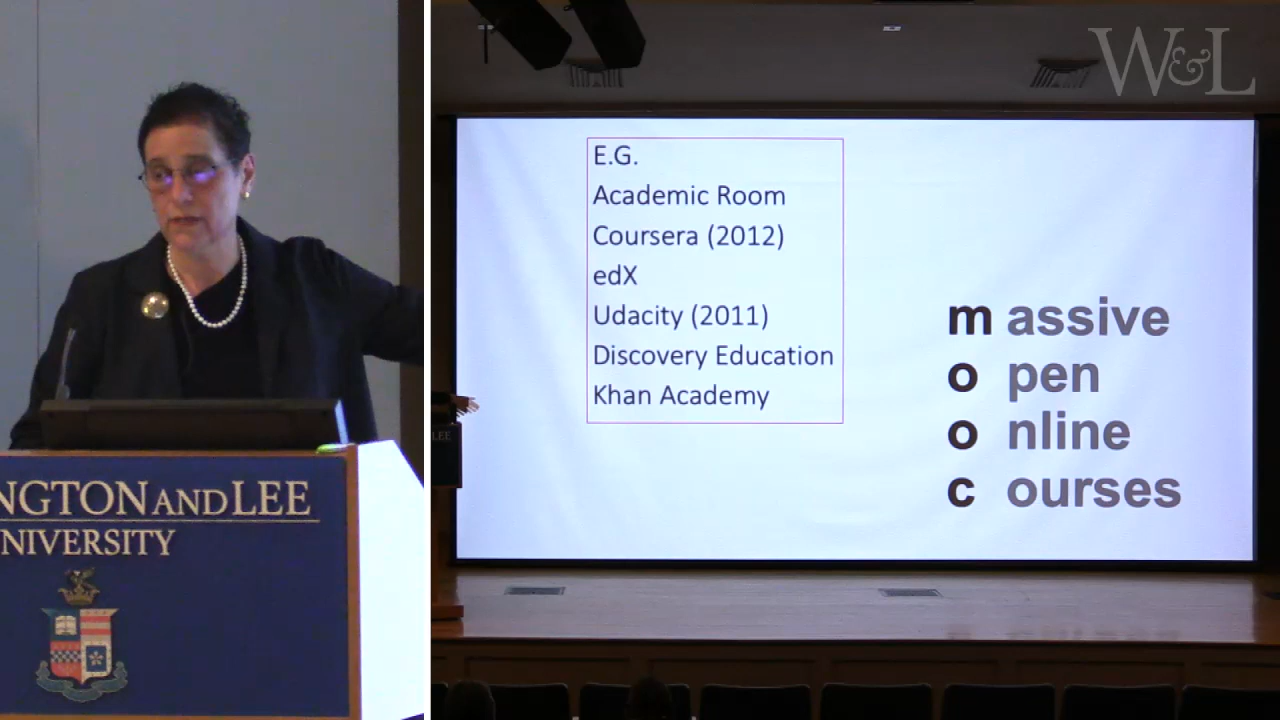 NGTON AND LEE
NIVERSITY
W&L
E.G.
Academic Room
Coursera (2012)
edX
Udacity (2011)
Discovery Education
Khan Academy
m assive
o pen
o nline
c ourses
LEE